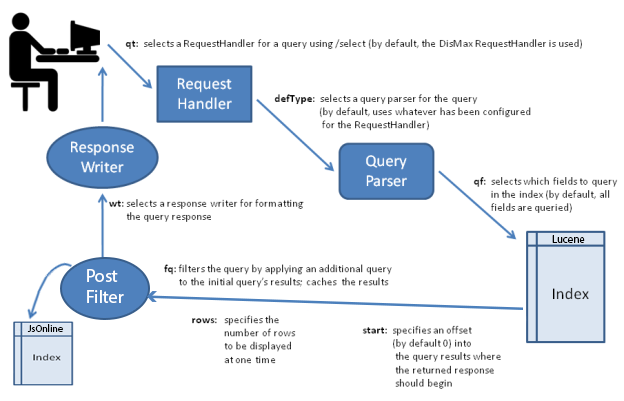 qt: selects a RequestHandler for a query using /select (by default, the DisMax RequestHandler is used)
Request
Handler
defType: selects a query parser for the query
(by default, uses whatever has been configured
for the RequestHandler)
Response
Writer
Query
Parser
qf: selects which fields to query
in the index (by default, all
fields are queried)
wt: selects a response writer for formatting
the query response
Lucene
Index
Post
Filter
fq: filters the query by applying an additional query
to the initial query's results; caches the results
rows: specifies the
number of rows
to be displayed
at one time
start: specifies an offset
(by default 0) into
the query results where
the returned response
should begin
JsOnline
Index